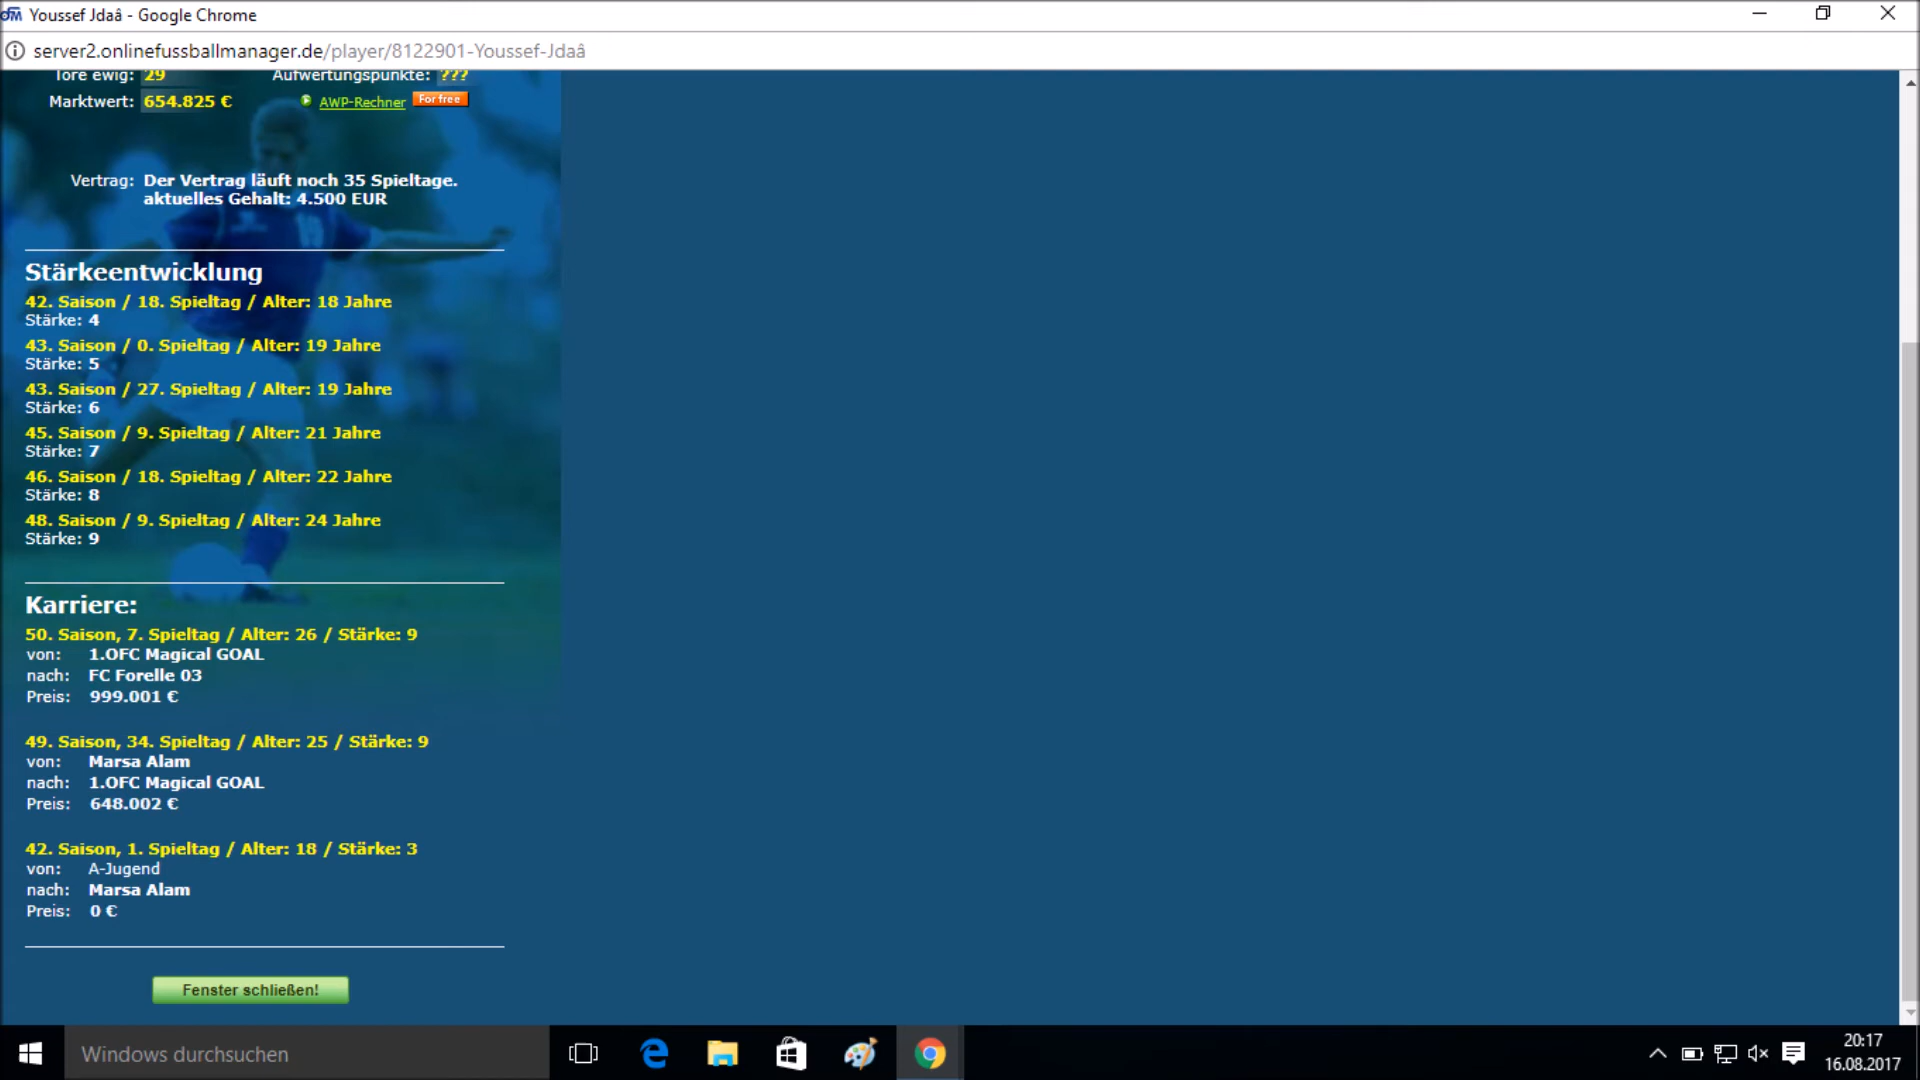 Youssef Jdaâ - Google Chrome
server2.onlinefussballmanager.de/player/8122901-Youssef-Jdaâ
Tore ewig: 29 Aufwertungspunkte: ???
Marktwert: 654.825 € AWP-Rechner For free
Vertrag: Der Vertrag läuft noch 35 Spieltage.
aktuelles Gehalt: 4.500 EUR
Stärkeentwicklung
42. Saison / 18. Spieltag / Alter: 18 Jahre
Stärke: 4
43. Saison / 0. Spieltag / Alter: 19 Jahre
Stärke: 5
43. Saison / 27. Spieltag / Alter: 19 Jahre
Stärke: 6
45. Saison / 9. Spieltag / Alter: 21 Jahre
Stärke: 7
46. Saison / 18. Spieltag / Alter: 22 Jahre
Stärke: 8
48. Saison / 9. Spieltag / Alter: 24 Jahre
Stärke: 9
Karriere:
50. Saison, 7. Spieltag / Alter: 26 / Stärke: 9
von: 1.OFC Magical GOAL
nach: FC Forelle 03
Preis: 999.001 €
49. Saison, 34. Spieltag / Alter: 25 / Stärke: 9
von: Marsa Alam
nach: 1.OFC Magical GOAL
Preis: 648.002 €
42. Saison, 1. Spieltag / Alter: 18 / Stärke: 3
von: A-Jugend
nach: Marsa Alam
Preis: 0 €
Fenster schließen!
Windows durchsuchen
20:17
16.08.2017